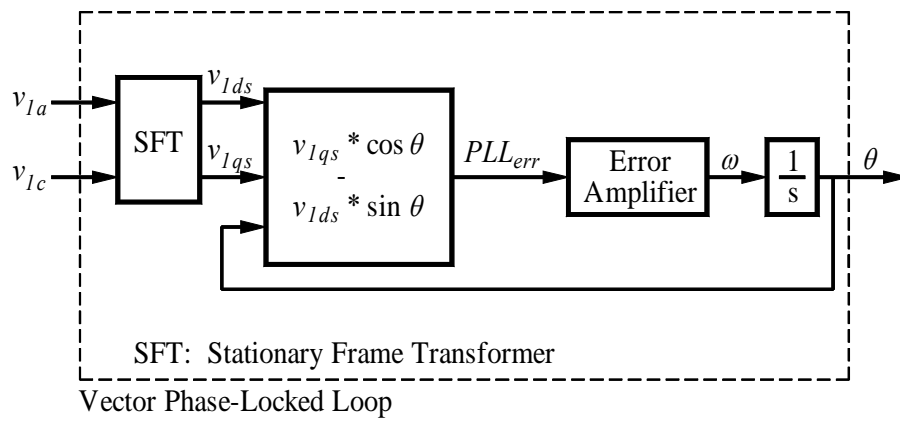 v1a
v1c
SFT
v1ds
v1qs
v1qs * cos θ
-
v1ds * sin θ
PLLerr
Error
Amplifier
ω
1
s
θ
SFT: Stationary Frame Transformer
Vector Phase-Locked Loop